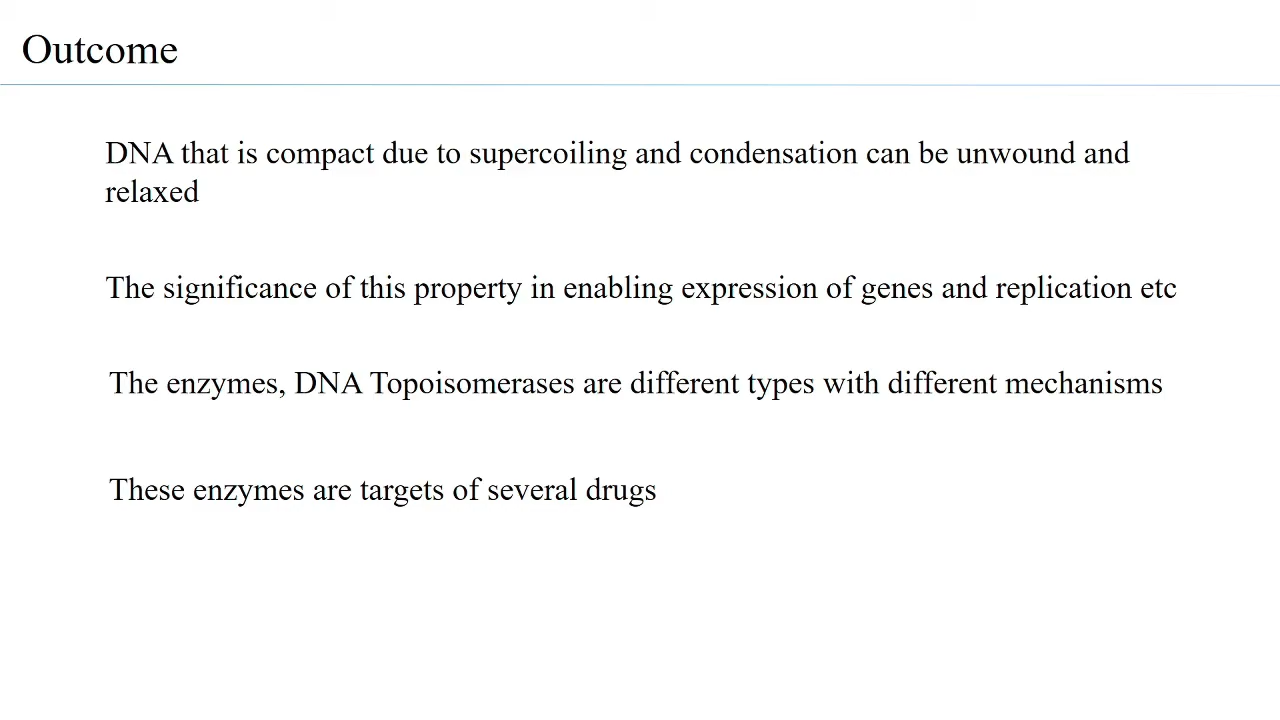 Outcome
DNA that is compact due to supercoiling and condensation can be unwound and
relaxed
The significance of this property in enabling expression of genes and replication etc
The enzymes, DNA Topoisomerases are different types with different mechanisms
These enzymes are targets of several drugs